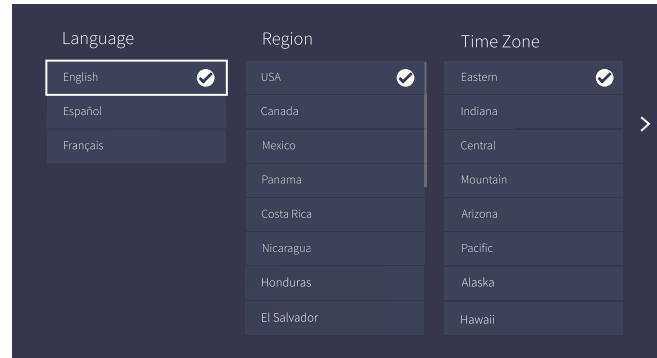 Language
English
Español
Français
Region
USA
Canada
Mexico
Panama
Costa Rica
Nicaragua
Honduras
El Salvador
Time Zone
Eastern
Indiana
Central
Mountain
Arizona
Pacific
Alaska
Hawaii